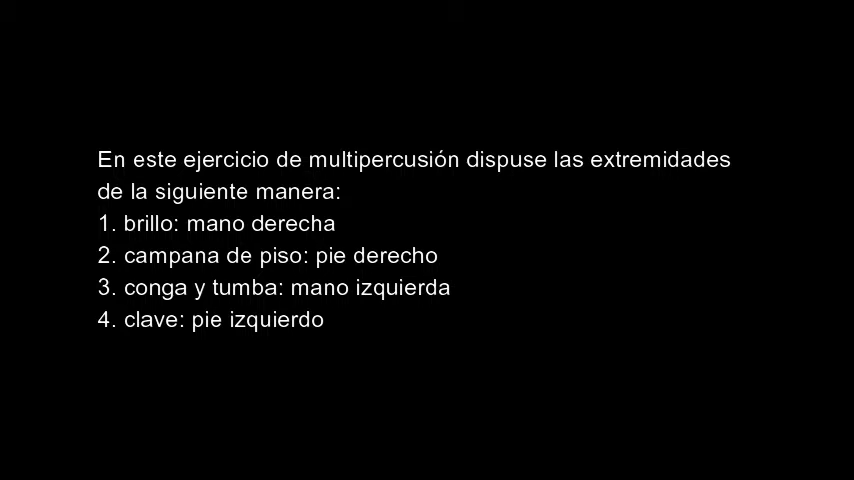 En este ejercicio de multipercusión dispuse las extremidades
de la siguiente manera:
1. brillo: mano derecha
2. campana de piso: pie derecho
3. conga y tumba: mano izquierda
4. clave: pie izquierdo